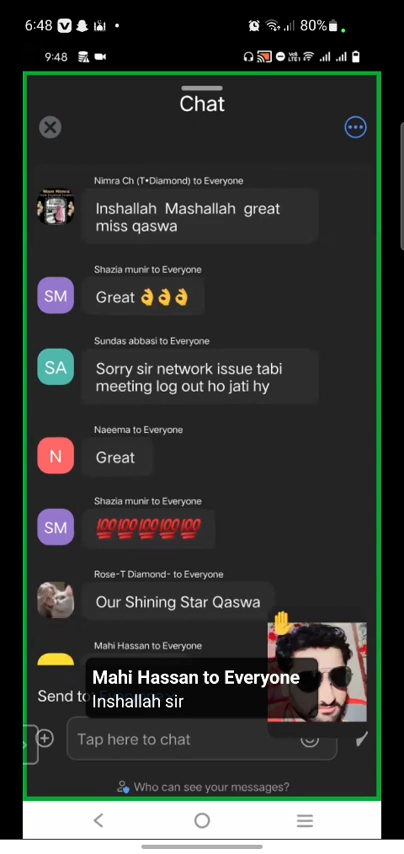 6:48
80%
9:48
Chat
Nimra Ch (T•Diamond) to Everyone
Inshallah Mashallah great
miss qaswa
Shazia munir to Everyone
SM
Great 👌👌👌
Sundas abbasi to Everyone
SA
Sorry sir network issue tabi
meeting log out ho jati hy
Naeema to Everyone
N
Great
Shazia munir to Everyone
SM
💯💯💯💯💯
Rose-T Diamond- to Everyone
Our Shining Star Qaswa
Mahi Hassan to Everyone
Mahi Hassan to Everyone
Inshallah sir
Send to
Tap here to chat
Who can see your messages?